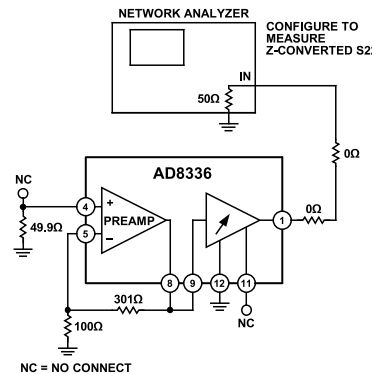 NETWORK ANALYZER
CONFIGURE TO
MEASURE
Z-CONVERTED
IN
50Ω
0Ω
AD8336
NC
4
+
PREAMP
49.9Ω
5
–
0Ω
1
8
9
12
11
301Ω
100Ω
NC
NC = NO CONNECT